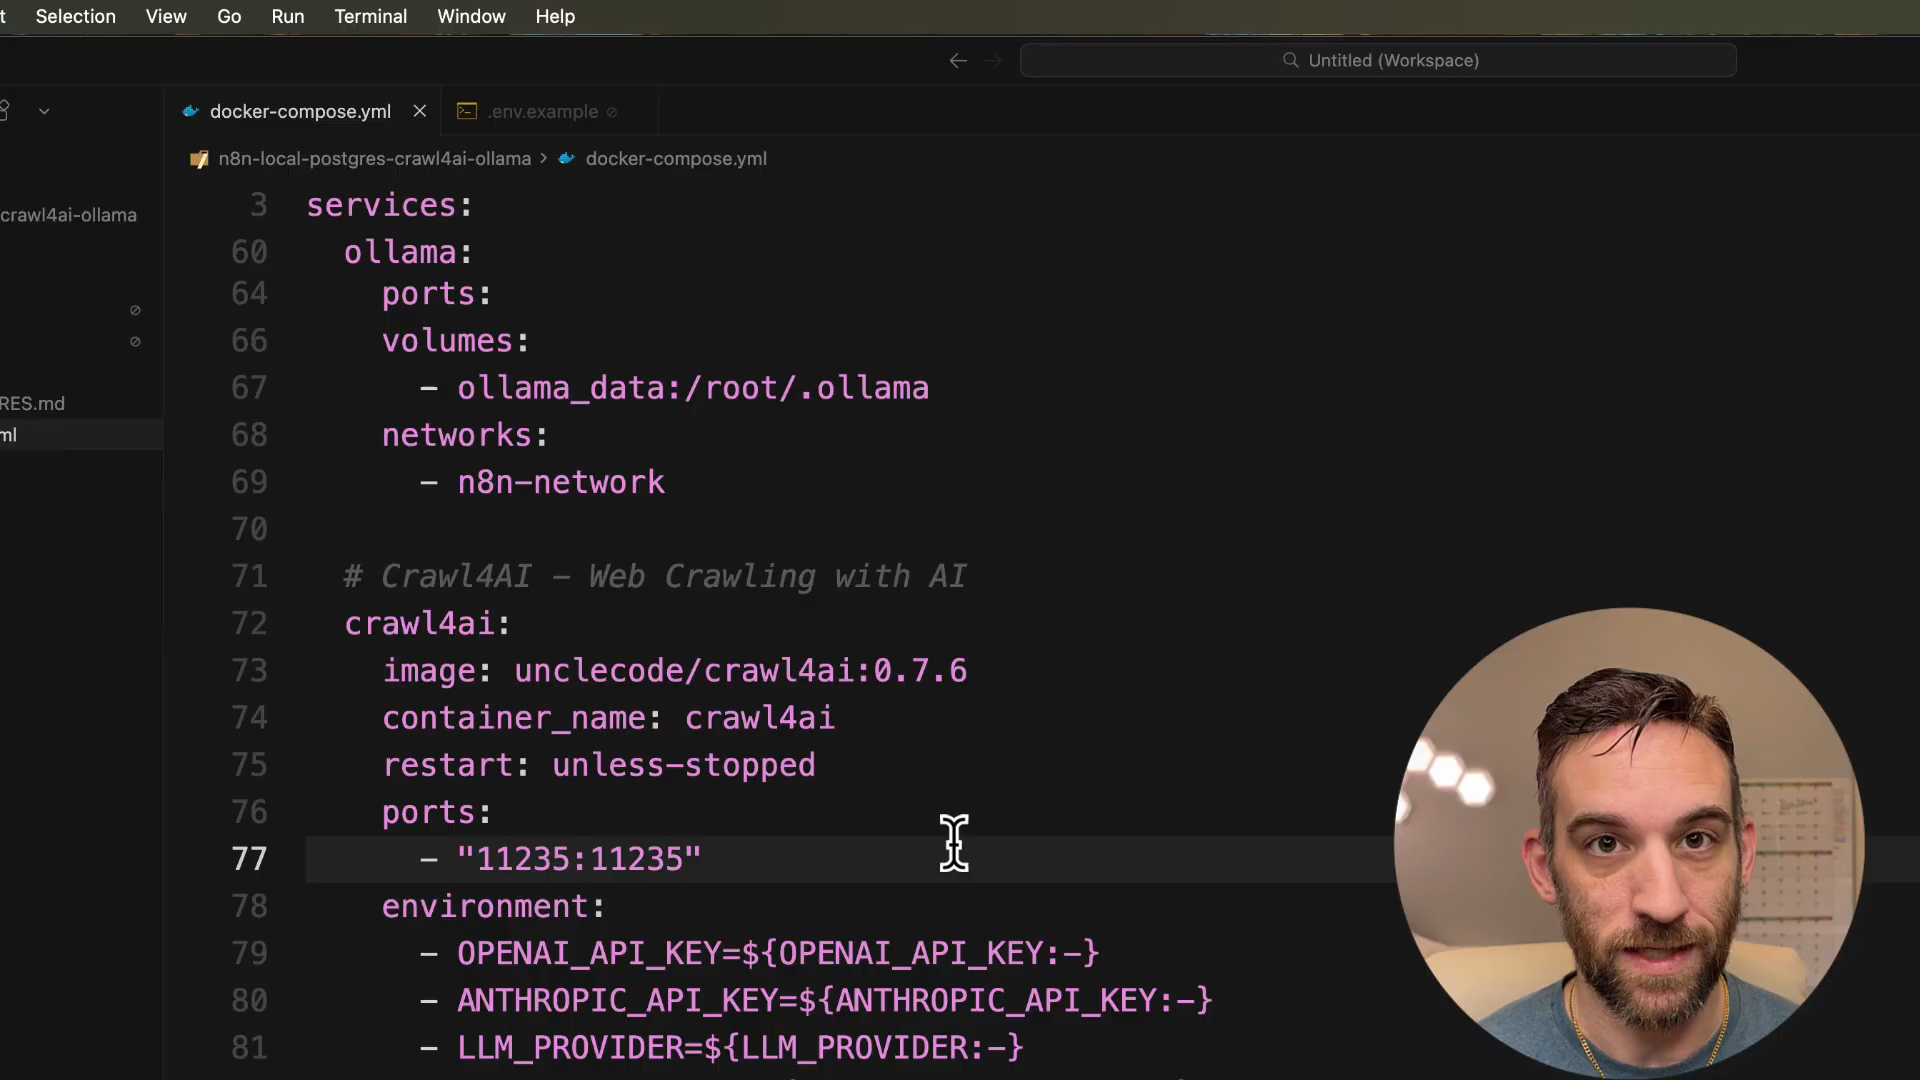 Selection View Go Run Terminal Window Help
Untitled (Workspace)
docker-compose.yml .env.example
n8n-local-postgres-crawl4ai-ollama > docker-compose.yml
crawl4ai-ollama
RES.md
ml
3 services:
60 ollama:
64 ports:
66 volumes:
67 - ollama_data:/root/.ollama
68 networks:
69 - n8n-network
70
71 # Crawl4AI - Web Crawling with AI
72 crawl4ai:
73 image: unclecode/crawl4ai:0.7.6
74 container_name: crawl4ai
75 restart: unless-stopped
76 ports:
77 - "11235:11235"
78 environment:
79 - OPENAI_API_KEY=${OPENAI_API_KEY:-}
80 - ANTHROPIC_API_KEY=${ANTHROPIC_API_KEY:-}
81 - LLM_PROVIDER=${LLM_PROVIDER:-}